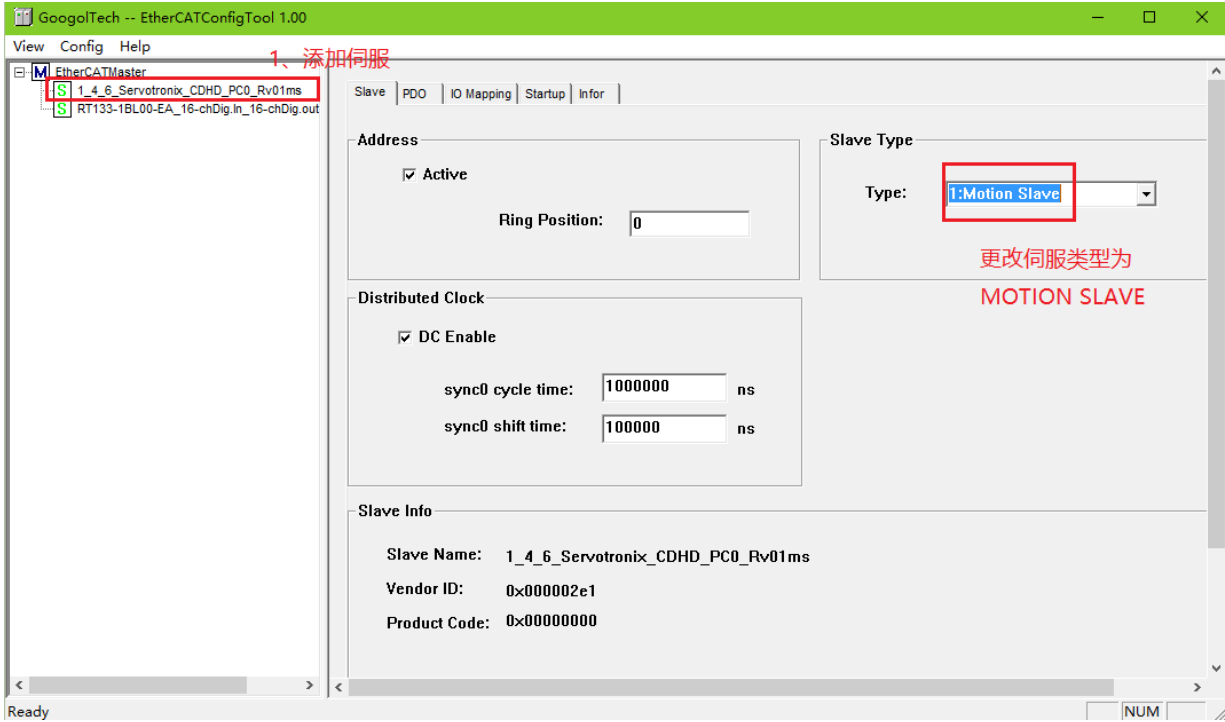 GoogolTech -- EtherCATConfigTool 1.00
View Config Help
1、添加伺服
M EtherCATMaster
S 1_4_6_Servotronix_CDHD_PC0_Rv01ms
S RT133-1BL00-EA_16-chDig.In_16-chDig.out
Slave PDO IO Mapping Startup Infor
Address
Active
Ring Position: 0
Slave Type
Type: 1:Motion Slave
更改伺服类型为
MOTION SLAVE
Distributed Clock
DC Enable
sync0 cycle time: 1000000 ns
sync0 shift time: 100000 ns
Slave Info
Slave Name: 1_4_6_Servotronix_CDHD_PC0_Rv01ms
Vendor ID: 0x000002e1
Product Code: 0x00000000
Ready
NUM